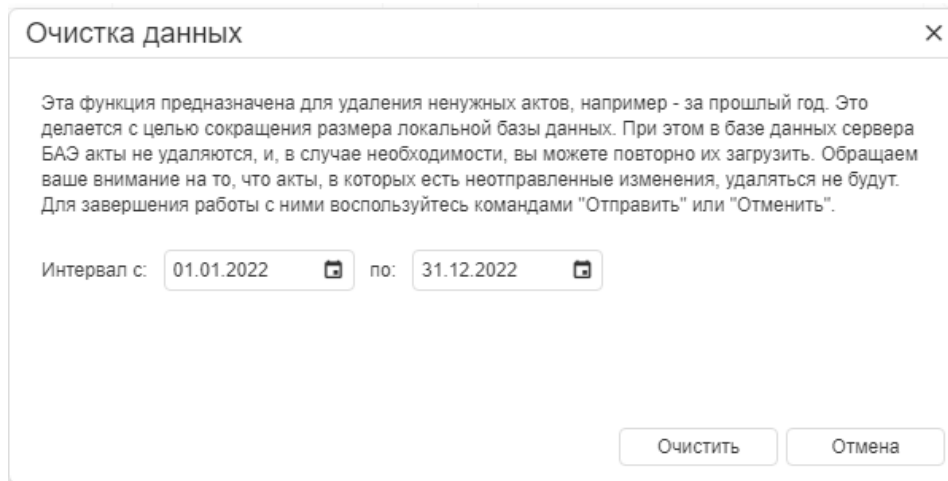 Очистка данных
Эта функция предназначена для удаления ненужных актов, например - за прошлый год. Это
делается с целью сокращения размера локальной базы данных. При этом в базе данных сервера
БАЭ акты не удаляются, и, в случае необходимости, вы можете повторно их загрузить. Обращаем
ваше внимание на то, что акты, в которых есть неотправленные изменения, удаляться не будут.
Для завершения работы с ними воспользуйтесь командами "Отправить" или "Отменить".
Интервал с: 01.01.2022 по: 31.12.2022
Очистить Отмена